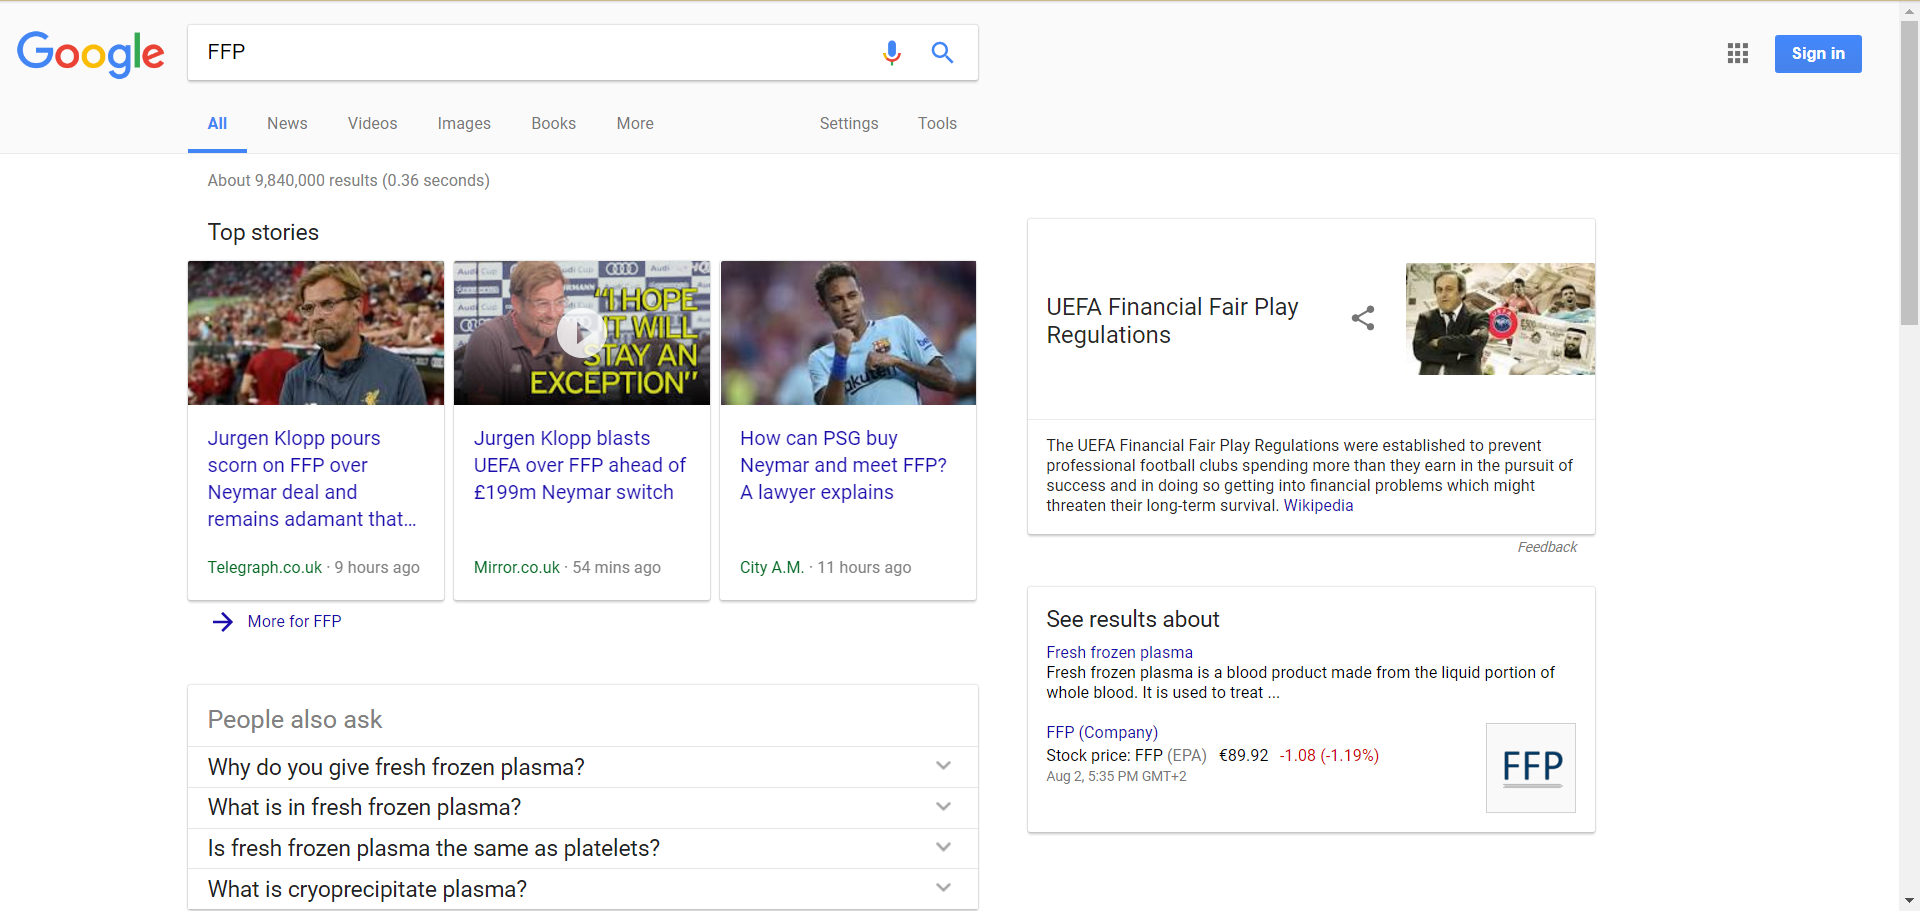 Google
FFP
Sign in
All News Videos Images Books More Settings Tools
About 9,840,000 results (0.36 seconds)
Top stories
"I HOPE
IT WILL
STAY AN
EXCEPTION"
Jurgen Klopp pours
scorn on FFP over
Neymar deal and
remains adamant that...
Telegraph.co.uk · 9 hours ago
Jurgen Klopp blasts
UEFA over FFP ahead of
£199m Neymar switch
Mirror.co.uk · 54 mins ago
How can PSG buy
Neymar and meet FFP?
A lawyer explains
City A.M. · 11 hours ago
More for FFP
People also ask
Why do you give fresh frozen plasma?
What is in fresh frozen plasma?
Is fresh frozen plasma the same as platelets?
What is cryoprecipitate plasma?
UEFA Financial Fair Play
Regulations
The UEFA Financial Fair Play Regulations were established to prevent
professional football clubs spending more than they earn in the pursuit of
success and in doing so getting into financial problems which might
threaten their long-term survival. Wikipedia
Feedback
See results about
Fresh frozen plasma
Fresh frozen plasma is a blood product made from the liquid portion of
whole blood. It is used to treat ...
FFP (Company)
Stock price: FFP (EPA) €89.92 -1.08 (-1.19%)
Aug 2, 5:35 PM GMT+2
FFP